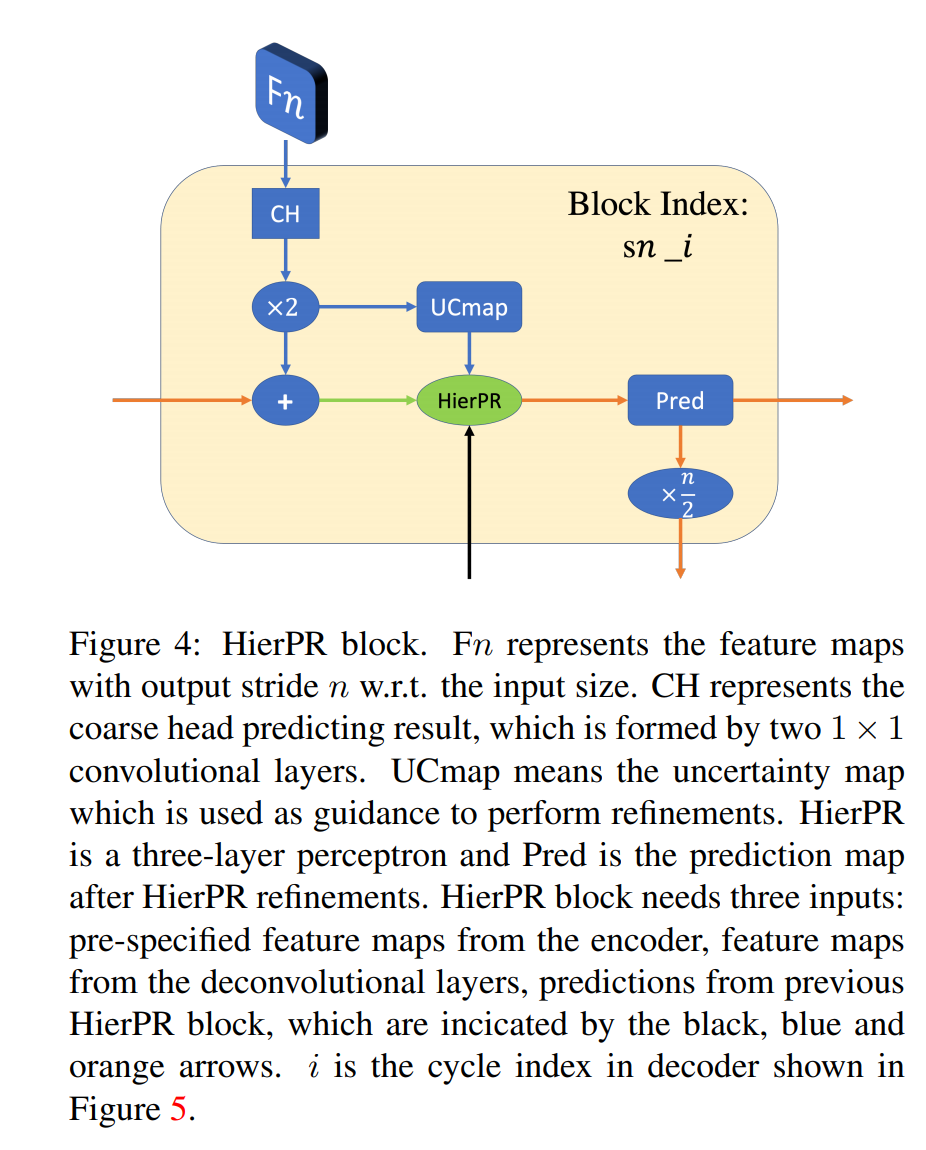 Fn
CH
Block Index:
sn _i
×2
UCmap
+
HierPR
Pred
×n/2
Figure 4: HierPR block. Fn represents the feature maps
with output stride n w.r.t. the input size. CH represents the
coarse head predicting result, which is formed by two 1 × 1
convolutional layers. UCmap means the uncertainty map
which is used as guidance to perform refinements. HierPR
is a three-layer perceptron and Pred is the prediction map
after HierPR refinements. HierPR block needs three inputs:
pre-specified feature maps from the encoder, feature maps
from the deconvolutional layers, predictions from previous
HierPR block, which are incicated by the black, blue and
orange arrows. i is the cycle index in decoder shown in
Figure 5.